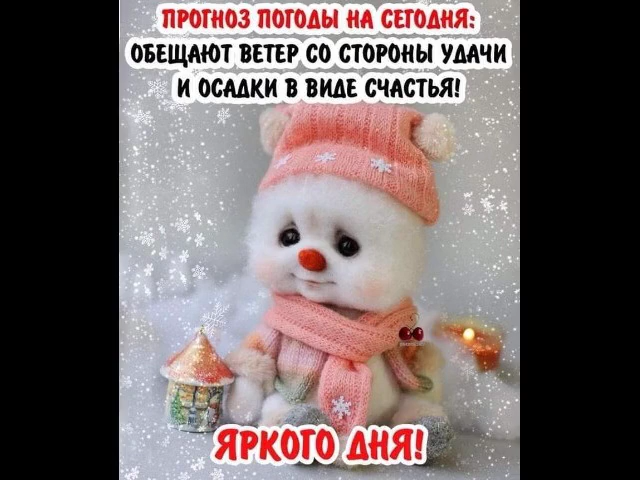 ПРОГНОЗ ПОГОДЫ НА СЕГОДНЯ:
ОБЕЩАЮТ ВЕТЕР СО СТОРОНЫ УДАЧИ
И ОСАДКИ В ВИДЕ СЧАСТЬЯ!
ЯРКОГО ДНЯ!